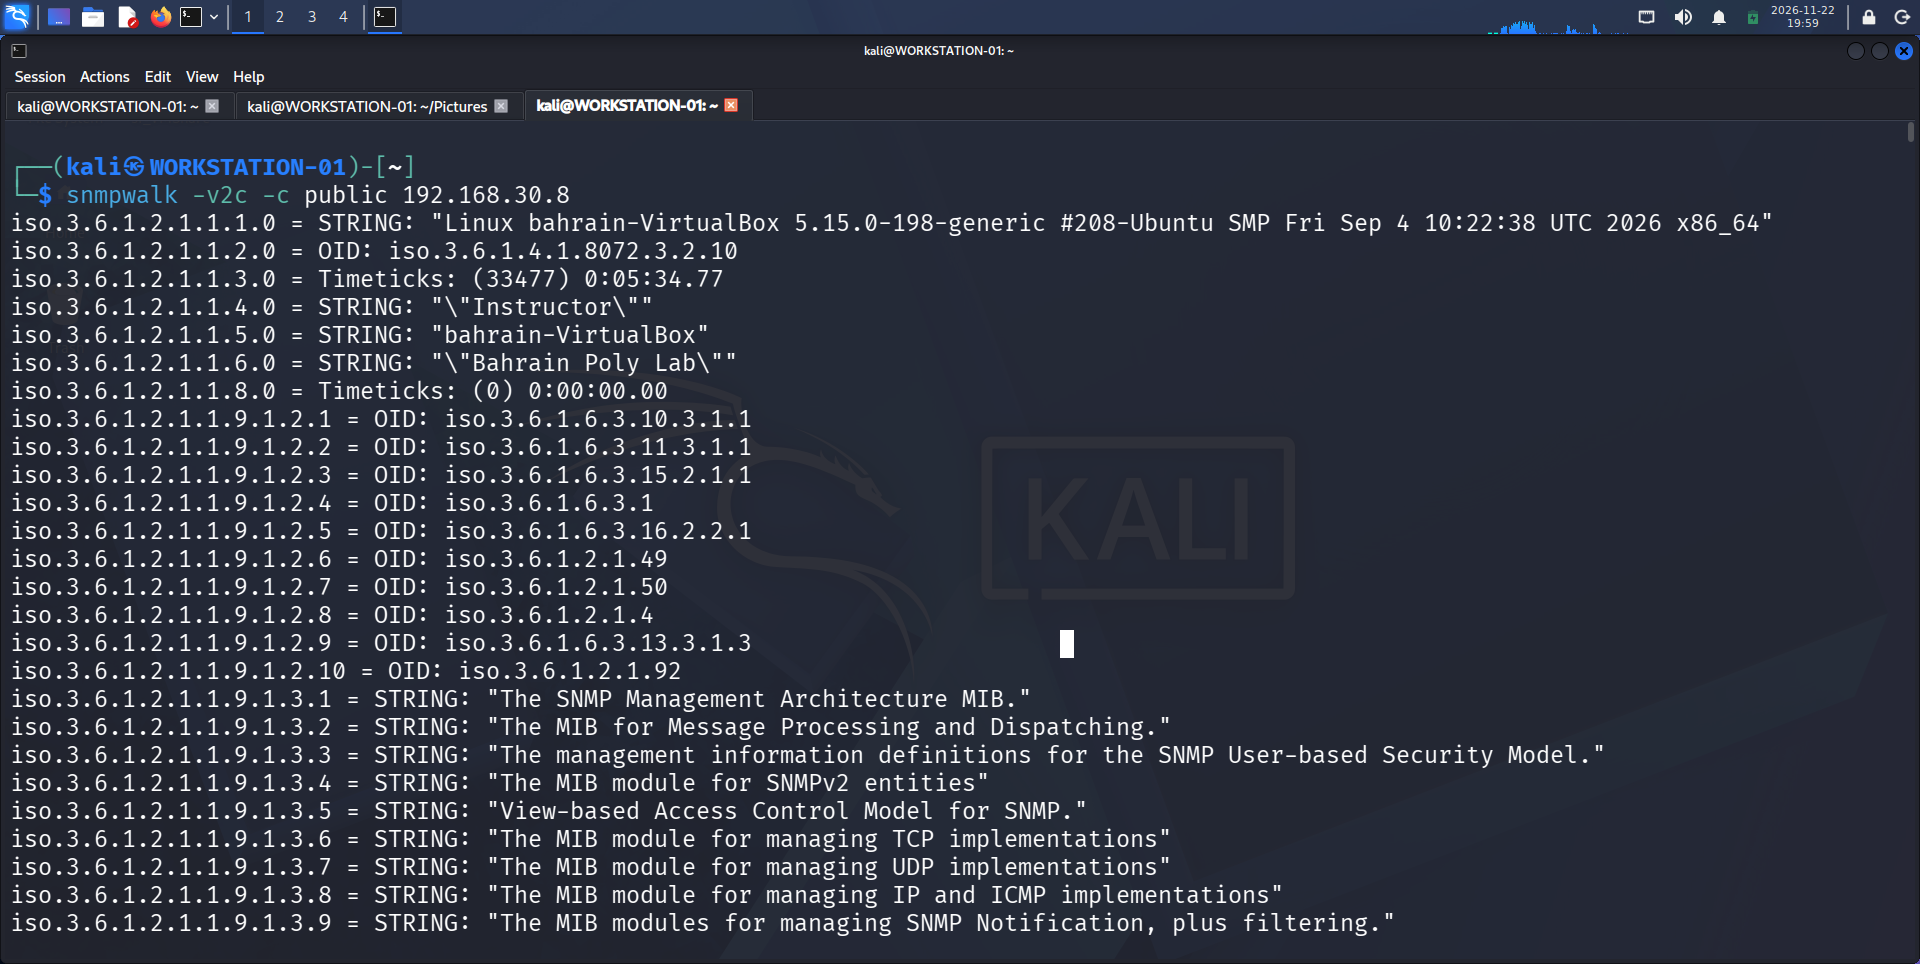 1 2 3 4
2026-11-22
19:59
kali@WORKSTATION-01: ~
Session Actions Edit View Help
kali@WORKSTATION-01: ~ kali@WORKSTATION-01: ~/Pictures kali@WORKSTATION-01: ~
┌──(kali㉿WORKSTATION-01)-[~]
└─$ snmpwalk -v2c -c public 192.168.30.8
iso.3.6.1.2.1.1.1.0 = STRING: "Linux bahrain-VirtualBox 5.15.0-198-generic #208-Ubuntu SMP Fri Sep 4 10:22:38 UTC 2026 x86_64"
iso.3.6.1.2.1.1.2.0 = OID: iso.3.6.1.4.1.8072.3.2.10
iso.3.6.1.2.1.1.3.0 = Timeticks: (33477) 0:05:34.77
iso.3.6.1.2.1.1.4.0 = STRING: "\"Instructor\""
iso.3.6.1.2.1.1.5.0 = STRING: "bahrain-VirtualBox"
iso.3.6.1.2.1.1.6.0 = STRING: "\"Bahrain Poly Lab\""
iso.3.6.1.2.1.1.8.0 = Timeticks: (0) 0:00:00.00
iso.3.6.1.2.1.1.9.1.2.1 = OID: iso.3.6.1.6.3.10.3.1.1
iso.3.6.1.2.1.1.9.1.2.2 = OID: iso.3.6.1.6.3.11.3.1.1
iso.3.6.1.2.1.1.9.1.2.3 = OID: iso.3.6.1.6.3.15.2.1.1
iso.3.6.1.2.1.1.9.1.2.4 = OID: iso.3.6.1.6.3.1
iso.3.6.1.2.1.1.9.1.2.5 = OID: iso.3.6.1.6.3.16.2.2.1
iso.3.6.1.2.1.1.9.1.2.6 = OID: iso.3.6.1.2.1.49
iso.3.6.1.2.1.1.9.1.2.7 = OID: iso.3.6.1.2.1.50
iso.3.6.1.2.1.1.9.1.2.8 = OID: iso.3.6.1.2.1.4
iso.3.6.1.2.1.1.9.1.2.9 = OID: iso.3.6.1.6.3.13.3.1.3
iso.3.6.1.2.1.1.9.1.2.10 = OID: iso.3.6.1.2.1.92
iso.3.6.1.2.1.1.9.1.3.1 = STRING: "The SNMP Management Architecture MIB."
iso.3.6.1.2.1.1.9.1.3.2 = STRING: "The MIB for Message Processing and Dispatching."
iso.3.6.1.2.1.1.9.1.3.3 = STRING: "The management information definitions for the SNMP User-based Security Model."
iso.3.6.1.2.1.1.9.1.3.4 = STRING: "The MIB module for SNMPv2 entities"
iso.3.6.1.2.1.1.9.1.3.5 = STRING: "View-based Access Control Model for SNMP."
iso.3.6.1.2.1.1.9.1.3.6 = STRING: "The MIB module for managing TCP implementations"
iso.3.6.1.2.1.1.9.1.3.7 = STRING: "The MIB module for managing UDP implementations"
iso.3.6.1.2.1.1.9.1.3.8 = STRING: "The MIB module for managing IP and ICMP implementations"
iso.3.6.1.2.1.1.9.1.3.9 = STRING: "The MIB modules for managing SNMP Notification, plus filtering."
KALI